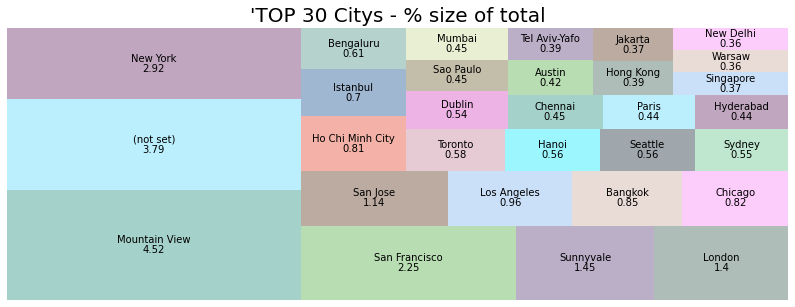 'TOP 30 Citys - % size of total
New York
2.92
(not set)
3.79
Mountain View
4.52
Bengaluru
0.61
Istanbul
0.7
Ho Chi Minh City
0.81
Mumbai
0.45
Sao Paulo
0.45
Dublin
0.54
Toronto
0.58
Tel Aviv-Yafo
0.39
Austin
0.42
Chennai
0.45
Hanoi
0.56
Jakarta
0.37
Hong Kong
0.39
Paris
0.44
Seattle
0.56
New Delhi
0.36
Warsaw
0.36
Singapore
0.37
Hyderabad
0.44
Sydney
0.55
San Jose
1.14
Los Angeles
0.96
Bangkok
0.85
Chicago
0.82
San Francisco
2.25
Sunnyvale
1.45
London
1.4